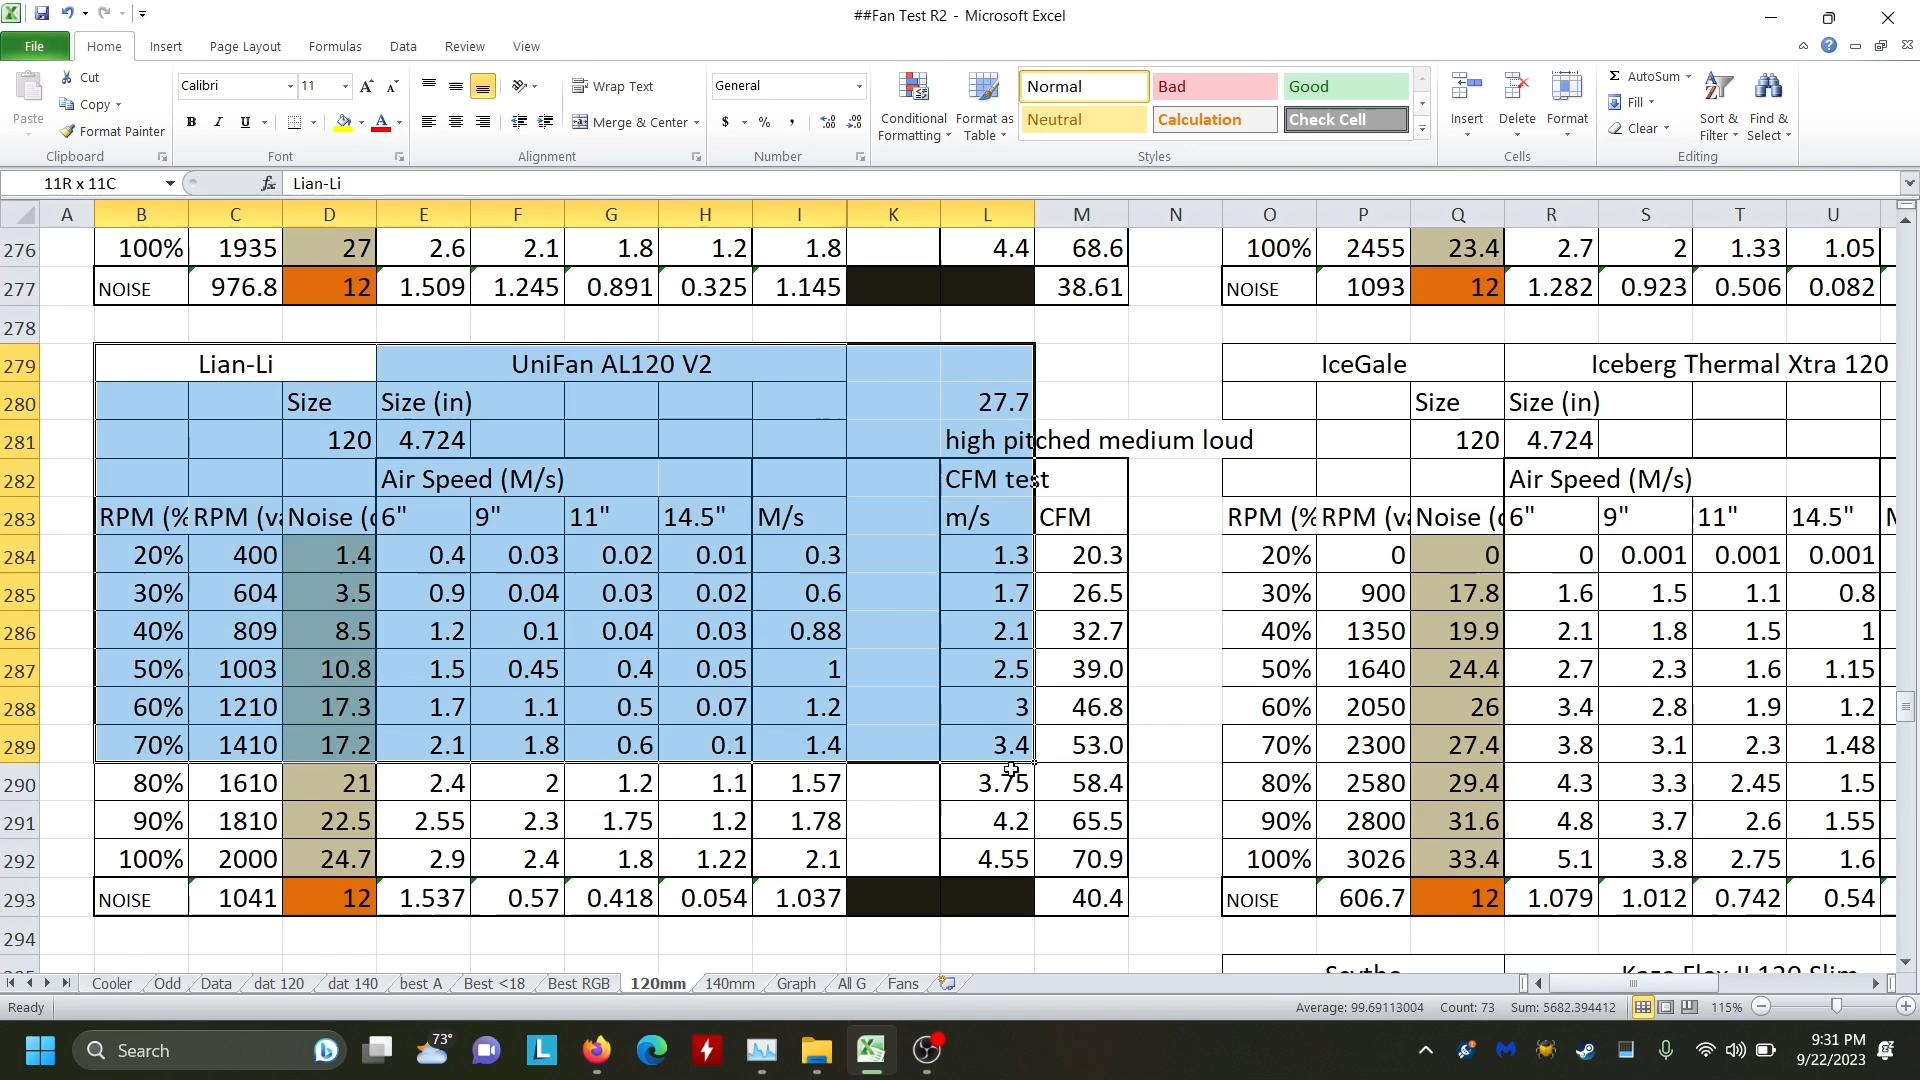 ##Fan Test R2 - Microsoft Excel
File Home Insert Page Layout Formulas Data Review View
Cut
Copy
Format Painter
Paste
Clipboard
Calibri 11 A A
B I U A
Font
Wrap Text
Merge & Center
Alignment
General
$ % ,
Number
Conditional Formatting
Format as Table
Normal Bad Good
Neutral Calculation Check Cell
Styles
Insert Delete Format
Cells
AutoSum
Fill
Clear
Sort & Filter
Find & Select
Editing
11R x 11C fx Lian-Li
A B C D E F G H I K L M N O P Q R S T U
276 100% 1935 27 2.6 2.1 1.8 1.2 1.8 4.4 68.6 100% 2455 23.4 2.7 2 1.33 1.05
277 NOISE 976.8 12 1.509 1.245 0.891 0.325 1.145 38.61 NOISE 1093 12 1.282 0.923 0.506 0.082
278
279 Lian-Li UniFan AL120 V2 IceGale Iceberg Thermal Xtra 120
280 Size Size (in) 27.7 Size Size (in)
281 120 4.724 high pitched medium loud 120 4.724
282 Air Speed (M/s) CFM test Air Speed (M/s)
283 RPM (% RPM (va Noise (d 6" 9" 11" 14.5" M/s m/s CFM RPM (% RPM (va Noise (d 6" 9" 11" 14.5" M
284 20% 400 1.4 0.4 0.03 0.02 0.01 0.3 1.3 20.3 20% 0 0 0 0.001 0.001 0.001
285 30% 604 3.5 0.9 0.04 0.03 0.02 0.6 1.7 26.5 30% 900 17.8 1.6 1.5 1.1 0.8
286 40% 809 8.5 1.2 0.1 0.04 0.03 0.88 2.1 32.7 40% 1350 19.9 2.1 1.8 1.5 1
287 50% 1003 10.8 1.5 0.45 0.4 0.05 1 2.5 39.0 50% 1640 24.4 2.7 2.3 1.6 1.15
288 60% 1210 17.3 1.7 1.1 0.5 0.07 1.2 3 46.8 60% 2050 26 3.4 2.8 1.9 1.2
289 70% 1410 17.2 2.1 1.8 0.6 0.1 1.4 3.4 53.0 70% 2300 27.4 3.8 3.1 2.3 1.48
290 80% 1610 21 2.4 2 1.2 1.1 1.57 3.75 58.4 80% 2580 29.4 4.3 3.3 2.45 1.5
291 90% 1810 22.5 2.55 2.3 1.75 1.2 1.78 4.2 65.5 90% 2800 31.6 4.8 3.7 2.6 1.55
292 100% 2000 24.7 2.9 2.4 1.8 1.22 2.1 4.55 70.9 100% 3026 33.4 5.1 3.8 2.75 1.6
293 NOISE 1041 12 1.537 0.57 0.418 0.054 1.037 40.4 NOISE 606.7 12 1.079 1.012 0.742 0.54
294
Cooler Odd Data dat 120 dat 140 best A Best <18 Best RGB 120mm 140mm Graph All G Fans
Ready Average: 99.69113004 Count: 73 Sum: 5682.394412 115%
Search 73° L 9:31 PM
9/22/2023